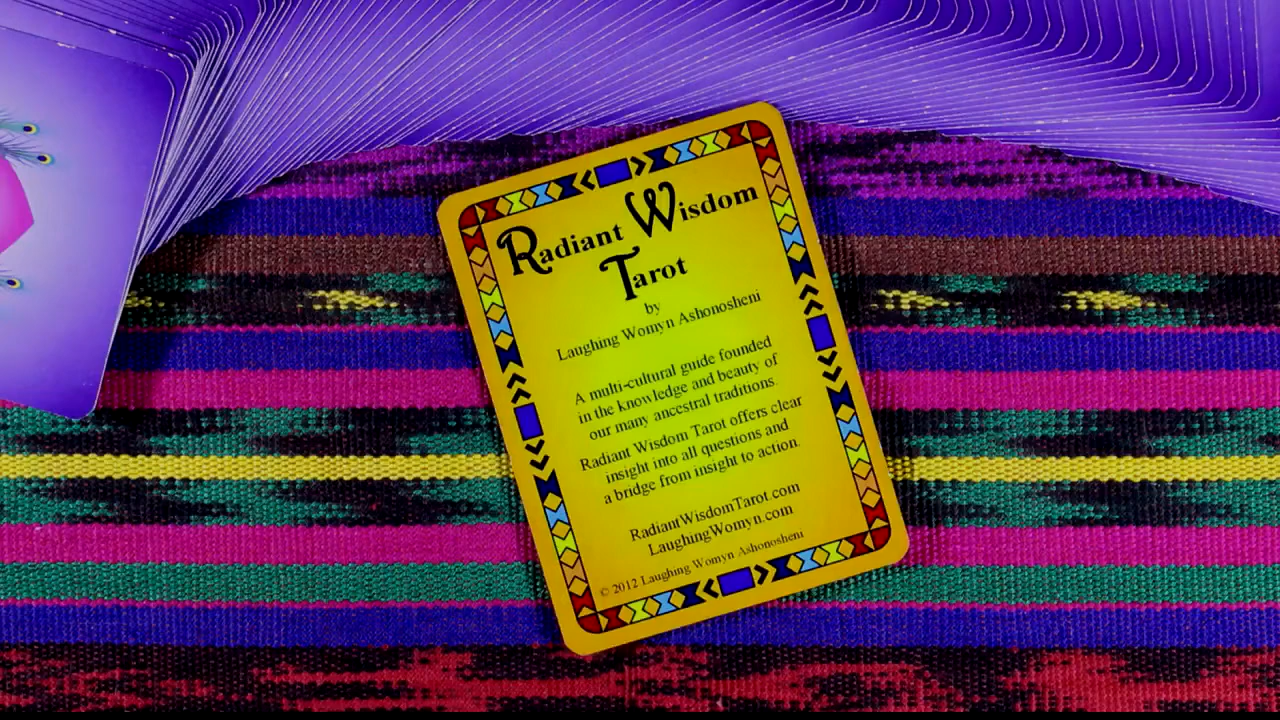 Radiant Wisdom
Tarot
by
Laughing Womyn Ashonosheni
A multi-cultural guide founded
in the knowledge and beauty of
our many ancestral traditions.
Radiant Wisdom Tarot offers clear
insight into all questions and
a bridge from insight to action.
RadiantWisdomTarot.com
LaughingWomyn.com
© 2012 Laughing Womyn Ashonosheni